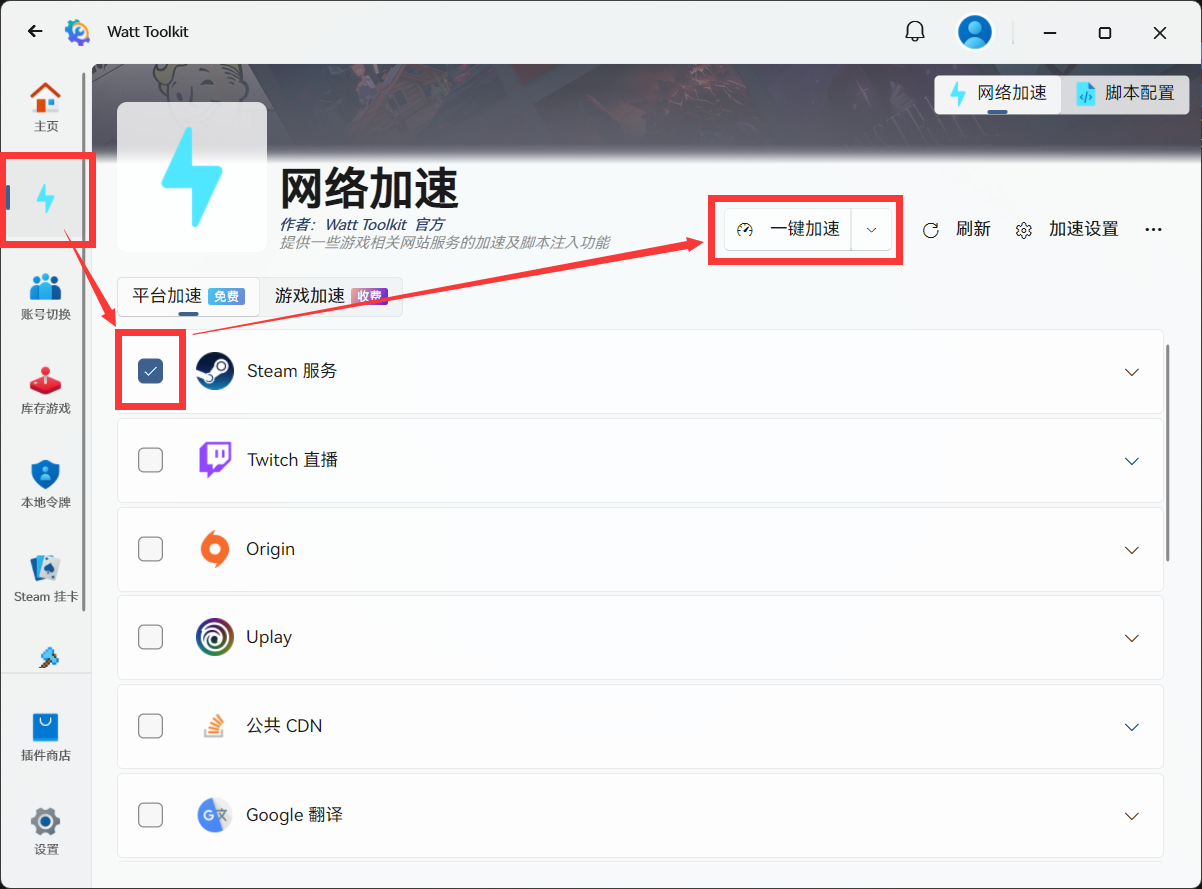 Watt Toolkit
网络加速
脚本配置
主页
网络加速
作者: Watt Toolkit 官方
提供一些游戏相关网站服务的加速及脚本注入功能
一键加速
刷新
加速设置
平台加速 免费
游戏加速 收费
账号切换
库存游戏
本地令牌
Steam 挂卡
插件商店
设置
Steam 服务
Twitch 直播
Origin
Uplay
公共 CDN
Google 翻译